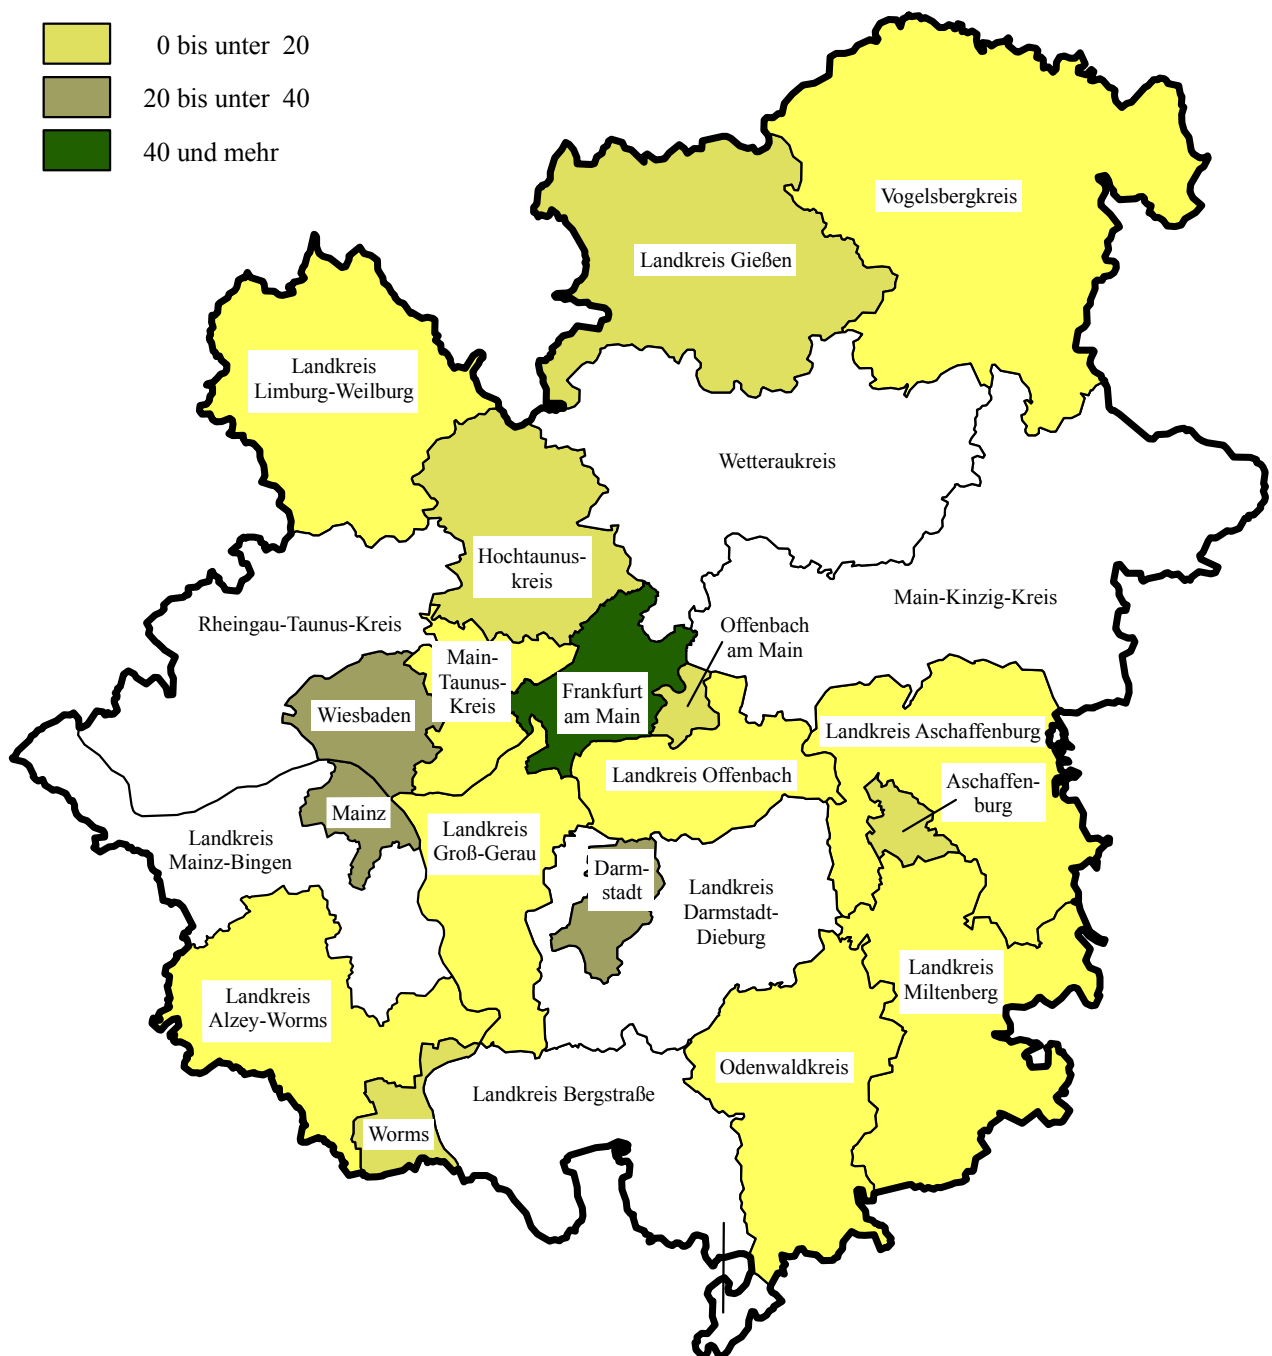 0 bis unter 20
20 bis unter 40
40 und mehr
Vogelsbergkreis
Landkreis Gießen
Landkreis
Limburg-Weilburg
Wetteraukreis
Hochtaunus-
kreis
Main-Kinzig-Kreis
Rheingau-Taunus-Kreis
Offenbach
am Main
Main-
Taunus-
Kreis
Frankfurt
am Main
Wiesbaden
Landkreis Aschaffenburg
Landkreis Offenbach
Aschaffen-
burg
Mainz
Landkreis
Mainz-Bingen
Landkreis
Groß-Gerau
Darm-
stadt
Landkreis
Darmstadt-
Dieburg
Landkreis
Miltenberg
Landkreis
Alzey-Worms
Odenwaldkreis
Landkreis Bergstraße
Worms